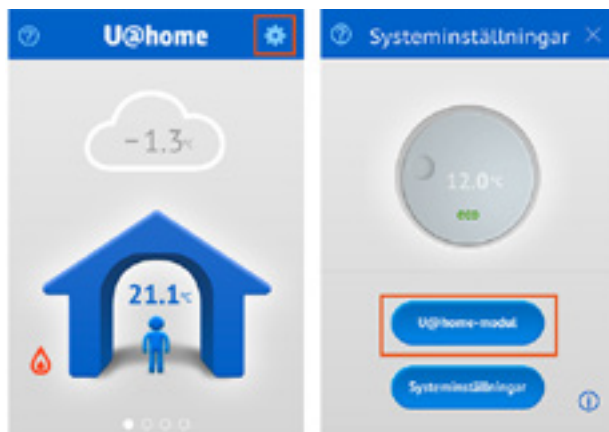 U@home
-1.3°C
21.1°C
Systeminställningar
12.0°C
eco
U@home-modul
Systeminställningar